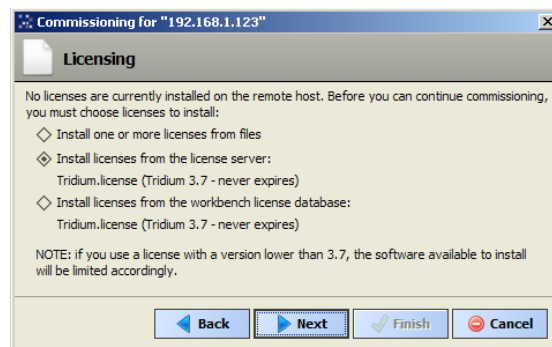 Commissioning for "192.168.1.123"
Licensing
No licenses are currently installed on the remote host. Before you can continue commissioning,
you must choose licenses to install:
Install one or more licenses from files
Install licenses from the license server:
Tridium.license (Tridium 3.7 - never expires)
Install licenses from the workbench license database:
Tridium.license (Tridium 3.7 - never expires)
NOTE: if you use a license with a version lower than 3.7, the software available to install
will be limited accordingly.
Back Next Finish Cancel